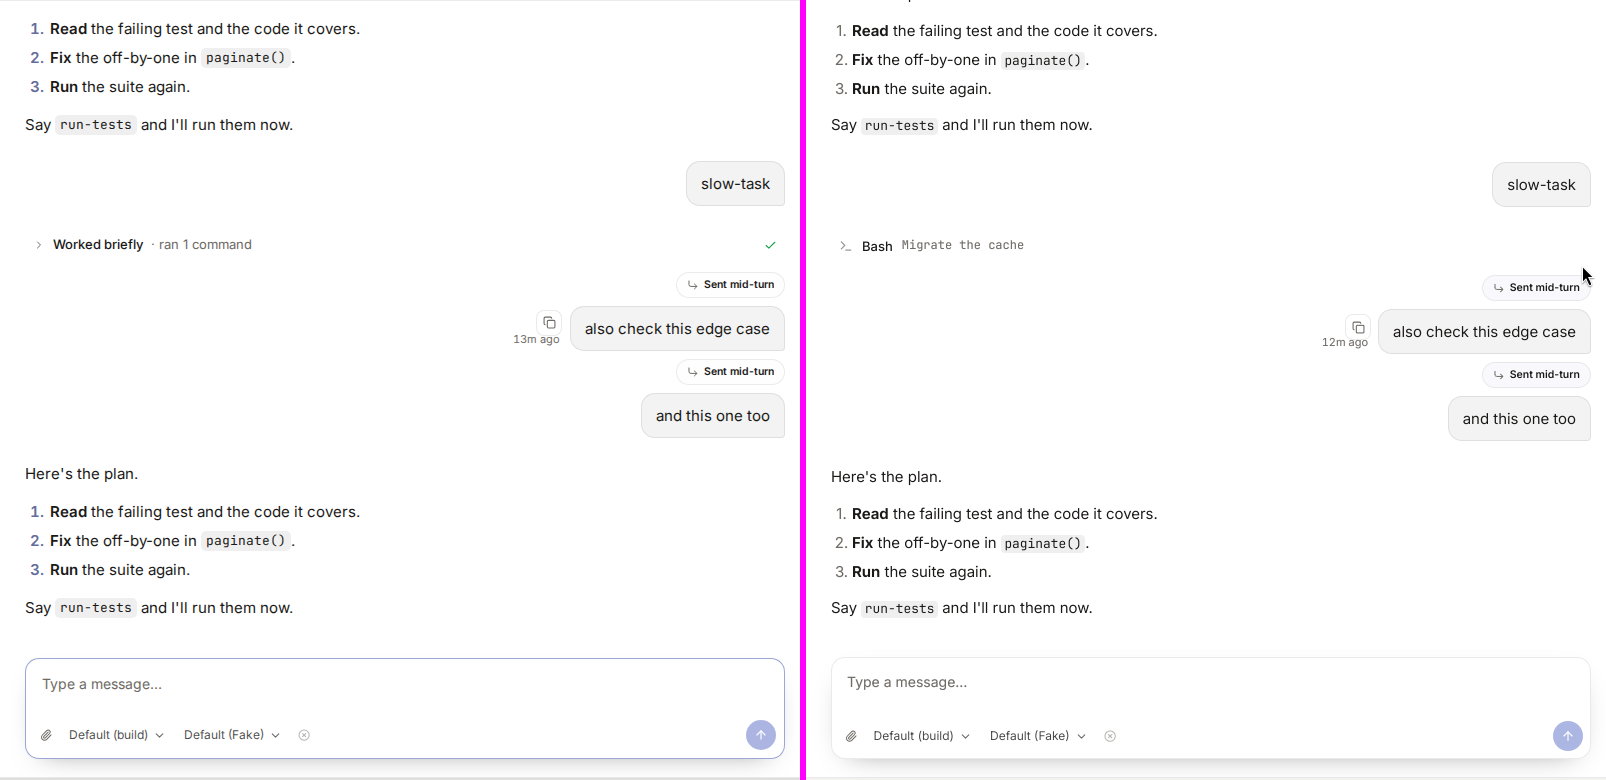 1. Read the failing test and the code it covers.
2. Fix the off-by-one in paginate().
3. Run the suite again.
Say run-tests and I'll run them now.
slow-task
Worked briefly · ran 1 command
Sent mid-turn
also check this edge case
13m ago
Sent mid-turn
and this one too
Here's the plan.
1. Read the failing test and the code it covers.
2. Fix the off-by-one in paginate().
3. Run the suite again.
Say run-tests and I'll run them now.
Type a message...
Default (build) Default (Fake)
1. Read the failing test and the code it covers.
2. Fix the off-by-one in paginate().
3. Run the suite again.
Say run-tests and I'll run them now.
slow-task
Bash Migrate the cache
Sent mid-turn
also check this edge case
12m ago
Sent mid-turn
and this one too
Here's the plan.
1. Read the failing test and the code it covers.
2. Fix the off-by-one in paginate().
3. Run the suite again.
Say run-tests and I'll run them now.
Type a message...
Default (build) Default (Fake)